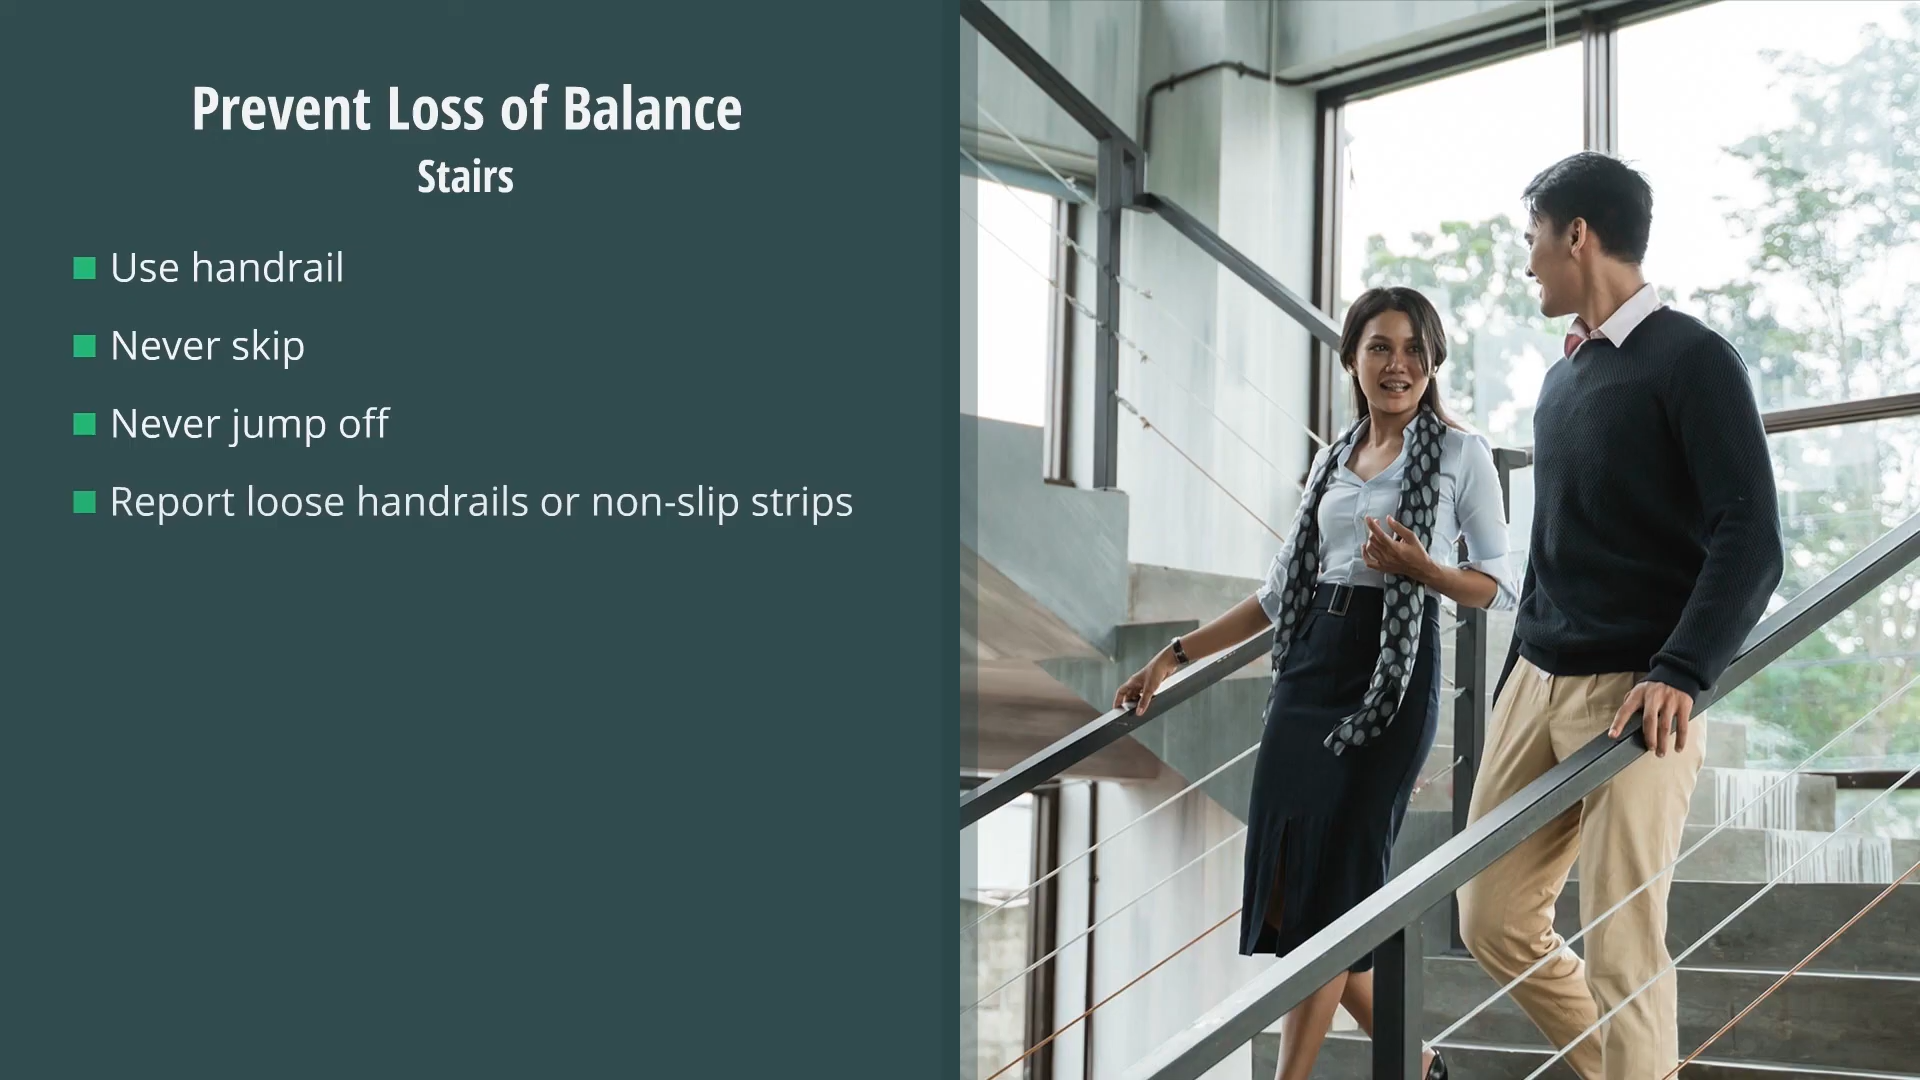 Prevent Loss of Balance
Stairs
Use handrail
Never skip
Never jump off
Report loose handrails or non-slip strips